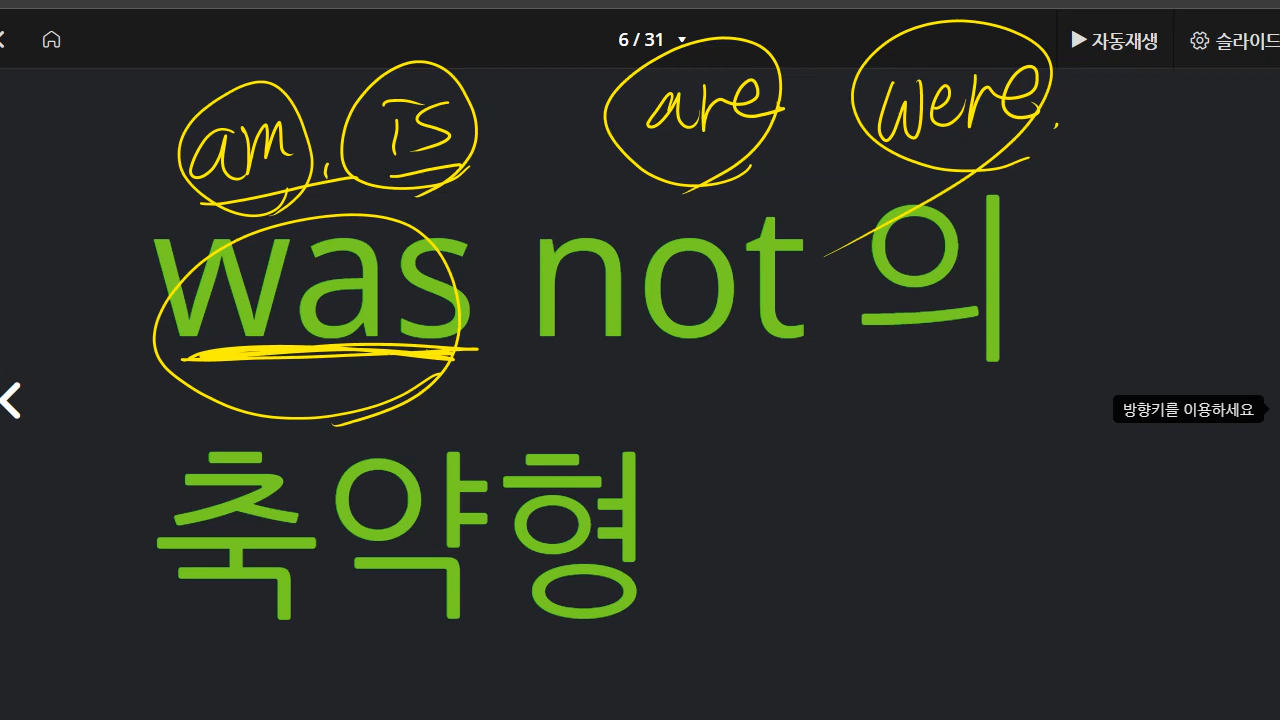 6 / 31 ▼ ▶ 자동재생 슬라이드
am, is are were.
was not 의
방향키를 이용하세요
축약형